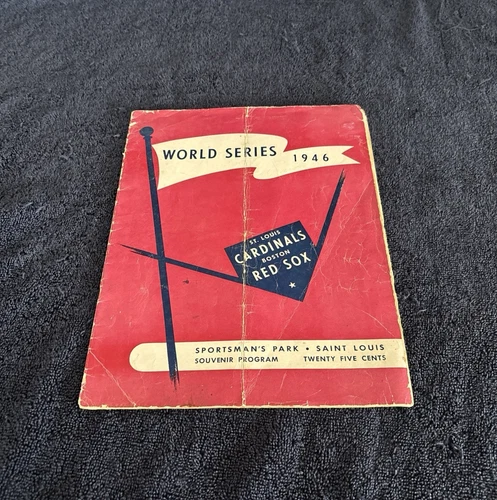 WORLD SERIES 1946
ST. LOUIS
CARDINALS
BOSTON
RED SOX
SPORTSMAN'S PARK • SAINT LOUIS
SOUVENIR PROGRAM TWENTY FIVE CENTS